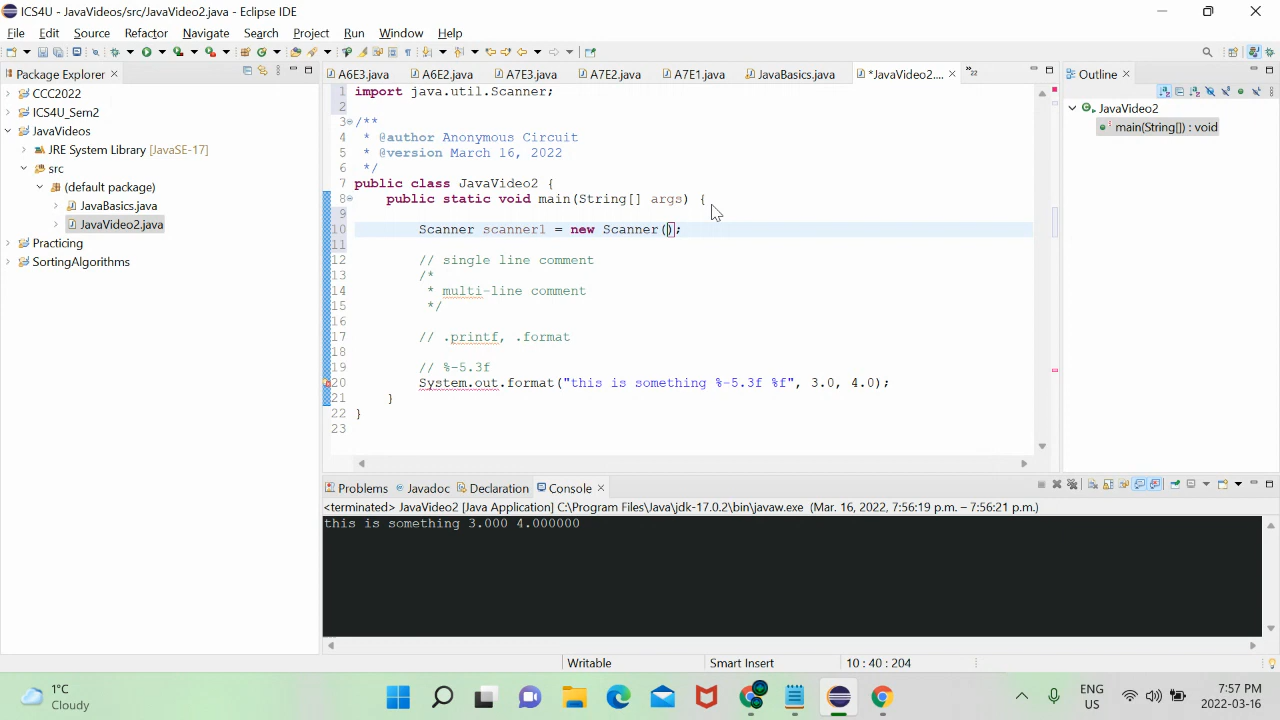 ICS4U - JavaVideos/src/JavaVideo2.java - Eclipse IDE
File Edit Source Refactor Navigate Search Project Run Window Help
Package Explorer
A6E3.java A6E2.java A7E3.java A7E2.java A7E1.java JavaBasics.java *JavaVideo2.... »22
Outline
CCC2022
ICS4U_Sem2
JavaVideos
JRE System Library [JavaSE-17]
src
(default package)
JavaBasics.java
JavaVideo2.java
Practicing
SortingAlgorithms
1 import java.util.Scanner;
2
3 /**
4 * @author Anonymous Circuit
5 * @version March 16, 2022
6 */
7 public class JavaVideo2 {
8 public static void main(String[] args) {
9
10 Scanner scanner1 = new Scanner();
11
12 // single line comment
13 /*
14 * multi-line comment
15 */
16
17 // .printf, .format
18
19 // %-5.3f
20 System.out.format("this is something %-5.3f %f", 3.0, 4.0);
21 }
22 }
23
JavaVideo2
main(String[]) : void
Problems Javadoc Declaration Console
<terminated> JavaVideo2 [Java Application] C:\Program Files\Java\jdk-17.0.2\bin\javaw.exe (Mar. 16, 2022, 7:56:19 p.m. – 7:56:21 p.m.)
this is something 3.000 4.000000
Writable Smart Insert 10 : 40 : 204
1°C
Cloudy
ENG
US
7:57 PM
2022-03-16